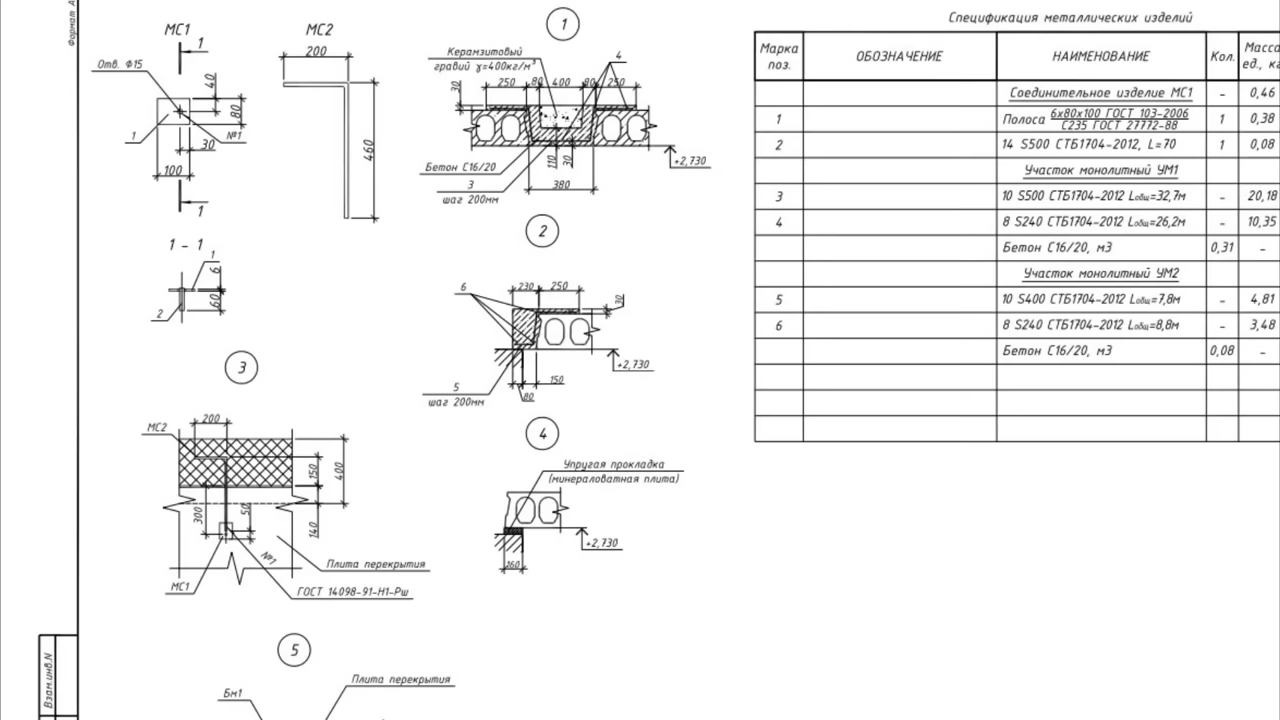 Формат А
МС1
1
Отв. Ф15
40
80
1
№1
30
100
1
МС2
200
460
1 - 1
1
6
60
2
1
Керамзитовый
гравий γ=400кг/м³
4
250
80
400
80
250
30
Бетон С16/20
3
шаг 200мм
110
30
380
+2,730
2
6
230
250
30
+2,730
150
80
5
шаг 200мм
3
200
МС2
150
400
300
50
140
№1
МС1
Плита перекрытия
ГОСТ 14098-91-Н1-Рш
4
Упругая прокладка
(минераловатная плита)
+2,730
160
5
Плита перекрытия
Бм1
Взам.инв.N
Спецификация металлических изделий
Марка поз. ОБОЗНАЧЕНИЕ НАИМЕНОВАНИЕ Кол. Масса ед., кг
Соединительное изделие МС1 - 0,46
1 Полоса 6х80х100 ГОСТ 103-2006 1 0,38
С235 ГОСТ 27772-88
2 14 S500 СТБ1704-2012, L=70 1 0,08
Участок монолитный УМ1
3 10 S500 СТБ1704-2012 Lобщ=32,7м - 20,18
4 8 S240 СТБ1704-2012 Lобщ=26,2м - 10,35
Бетон С16/20, м3 0,31 -
Участок монолитный УМ2
5 10 S400 СТБ1704-2012 Lобщ=7,8м - 4,81
6 8 S240 СТБ1704-2012 Lобщ=8,8м - 3,48
Бетон С16/20, м3 0,08 -